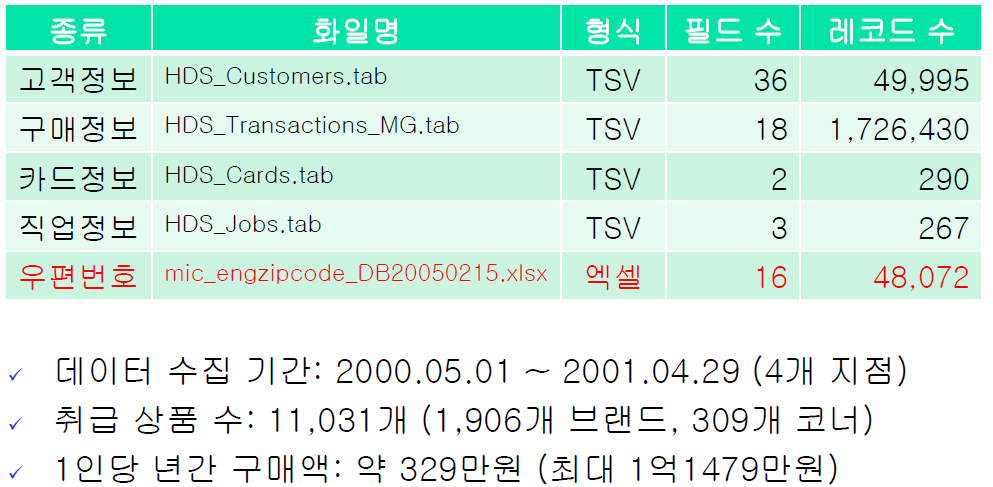 종류 화일명 형식 필드 수 레코드 수
고객정보 HDS_Customers.tab TSV 36 49,995
구매정보 HDS_Transactions_MG.tab TSV 18 1,726,430
카드정보 HDS_Cards.tab TSV 2 290
직업정보 HDS_Jobs.tab TSV 3 267
우편번호 mic_engzipcode_DB20050215.xlsx 엑셀 16 48,072
✓ 데이터 수집 기간: 2000.05.01 ~ 2001.04.29 (4개 지점)
✓ 취급 상품 수: 11,031개 (1,906개 브랜드, 309개 코너)
✓ 1인당 년간 구매액: 약 329만원 (최대 1억1479만원)